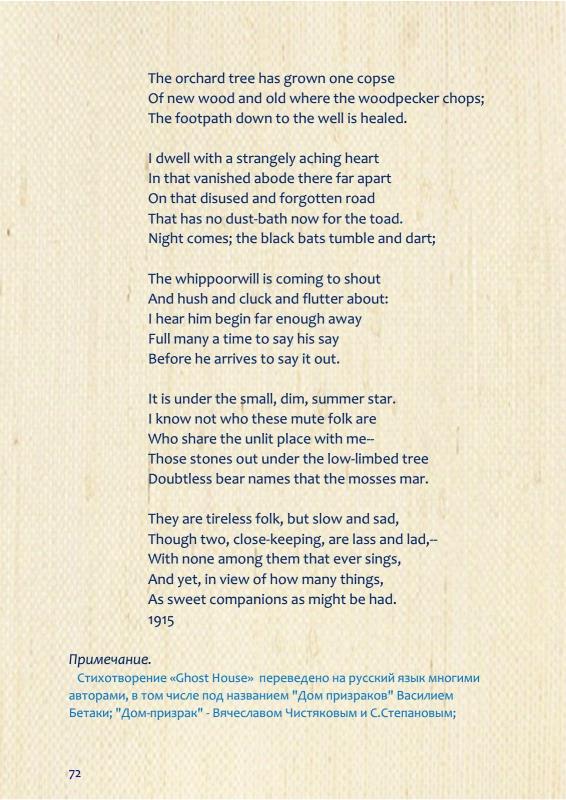 The orchard tree has grown one copse
Of new wood and old where the woodpecker chops;
The footpath down to the well is healed.
I dwell with a strangely aching heart
In that vanished abode there far apart
On that disused and forgotten road
That has no dust-bath now for the toad.
Night comes; the black bats tumble and dart;
The whippoorwill is coming to shout
And hush and cluck and flutter about:
I hear him begin far enough away
Full many a time to say his say
Before he arrives to say it out.
It is under the small, dim, summer star.
I know not who these mute folk are
Who share the unlit place with me--
Those stones out under the low-limbed tree
Doubtless bear names that the mosses mar.
They are tireless folk, but slow and sad,
Though two, close-keeping, are lass and lad,--
With none among them that ever sings,
And yet, in view of how many things,
As sweet companions as might be had.
1915
Примечание.
Стихотворение «Ghost House» переведено на русский язык многими
авторами, в том числе под названием "Дом призраков" Василием
Бетаки; "Дом-призрак" - Вячеславом Чистяковым и С.Степановым;
72